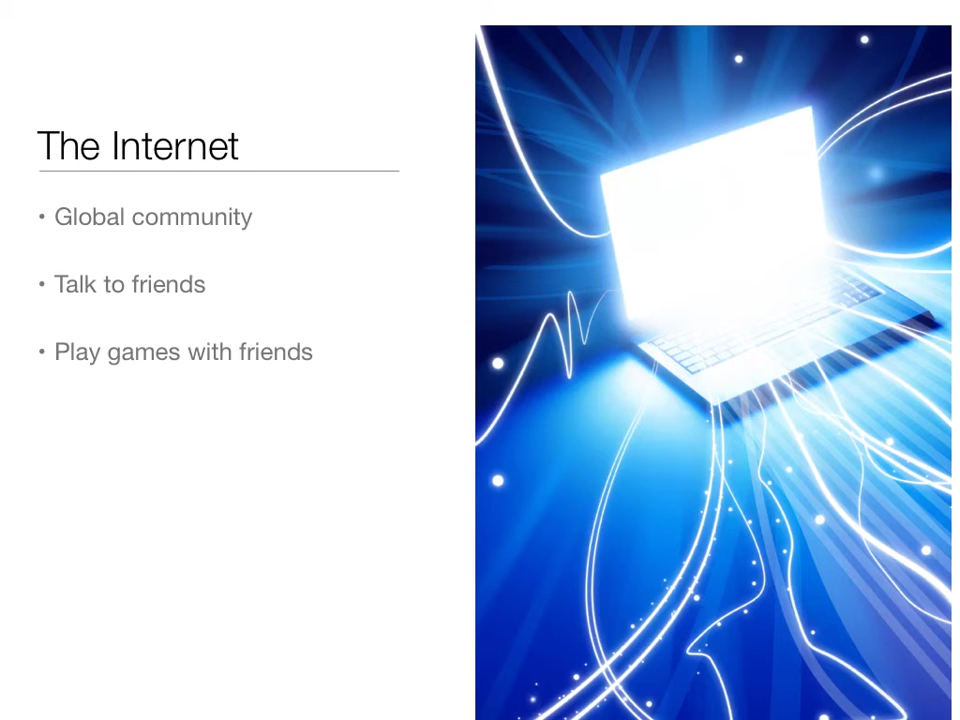 The Internet
• Global community
• Talk to friends
• Play games with friends